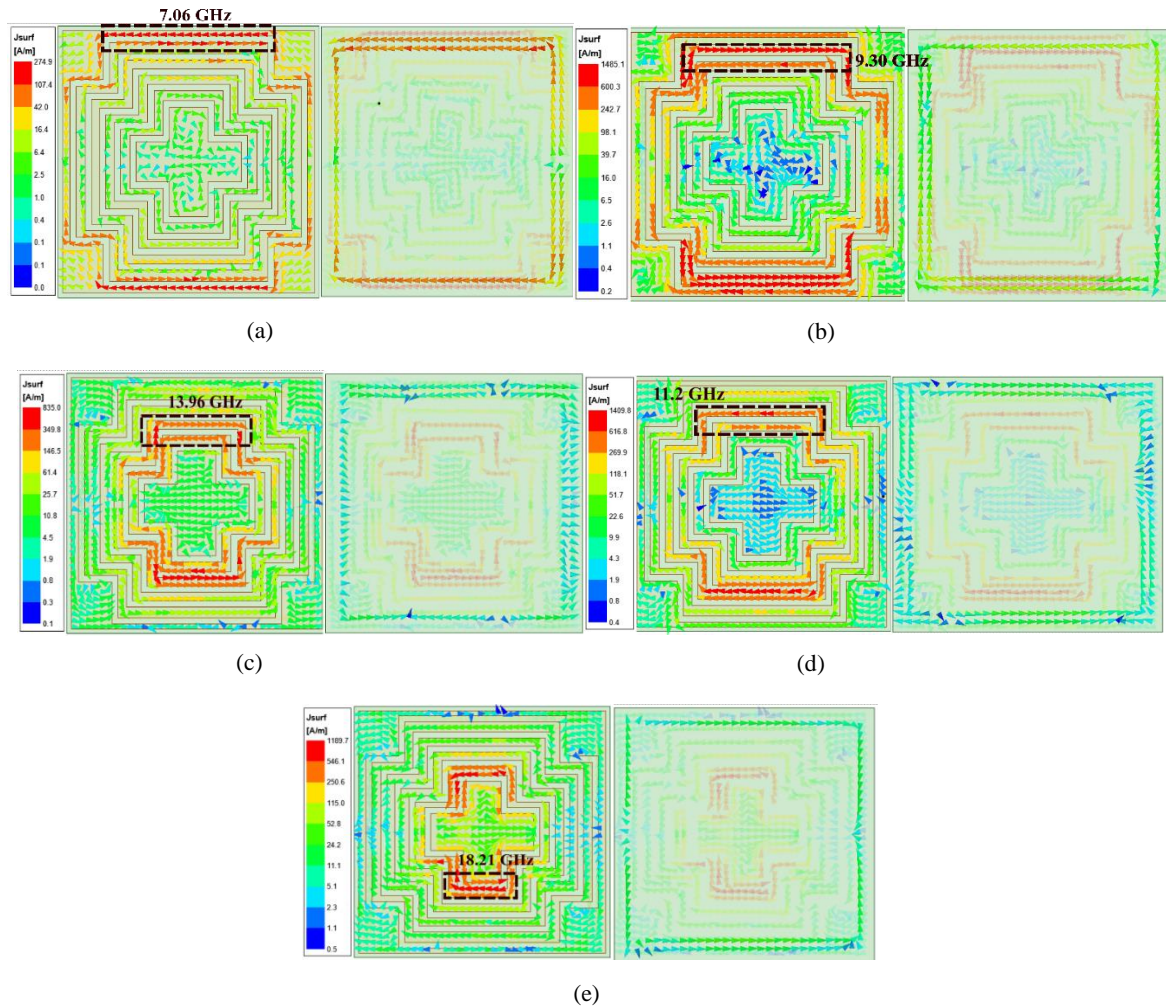 7.06 GHz
Jsurf
[A/m]
274.9
107.4
42.0
16.4
6.4
2.5
1.0
0.4
0.1
0.1
0.0
(a)
Jsurf
[A/m]
1485.1
600.3
242.7
98.1
39.7
16.0
6.5
2.6
1.1
0.4
0.2
9.30 GHz
(b)
Jsurf
[A/m]
835.0
349.8
146.5
61.4
25.7
10.8
4.5
1.9
0.8
0.3
0.1
13.96 GHz
(c)
Jsurf
[A/m]
1409.8
616.8
269.9
118.1
51.7
22.6
9.9
4.3
1.9
0.8
0.4
11.2 GHz
(d)
Jsurf
[A/m]
1189.7
546.1
250.6
115.0
52.8
24.2
11.1
5.1
2.3
1.1
0.5
18.21 GHz
(e)